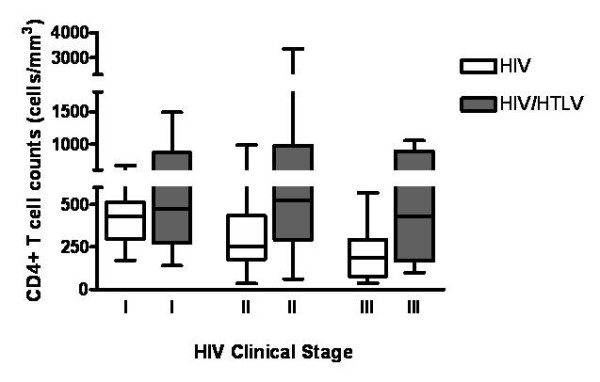 CD4+ T cell counts (cells/mm³)
4000
3000
1500
1000
500
250
0
I I II II III III
HIV Clinical Stage
HIV
HIV/HTLV